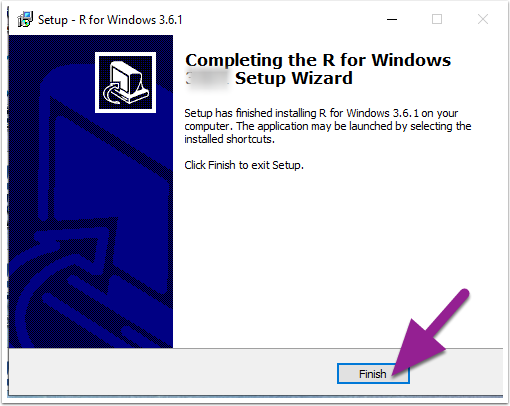 Setup - R for Windows 3.6.1
Completing the R for Windows
Setup Wizard
Setup has finished installing R for Windows 3.6.1 on your
computer. The application may be launched by selecting the
installed shortcuts.
Click Finish to exit Setup.
Finish